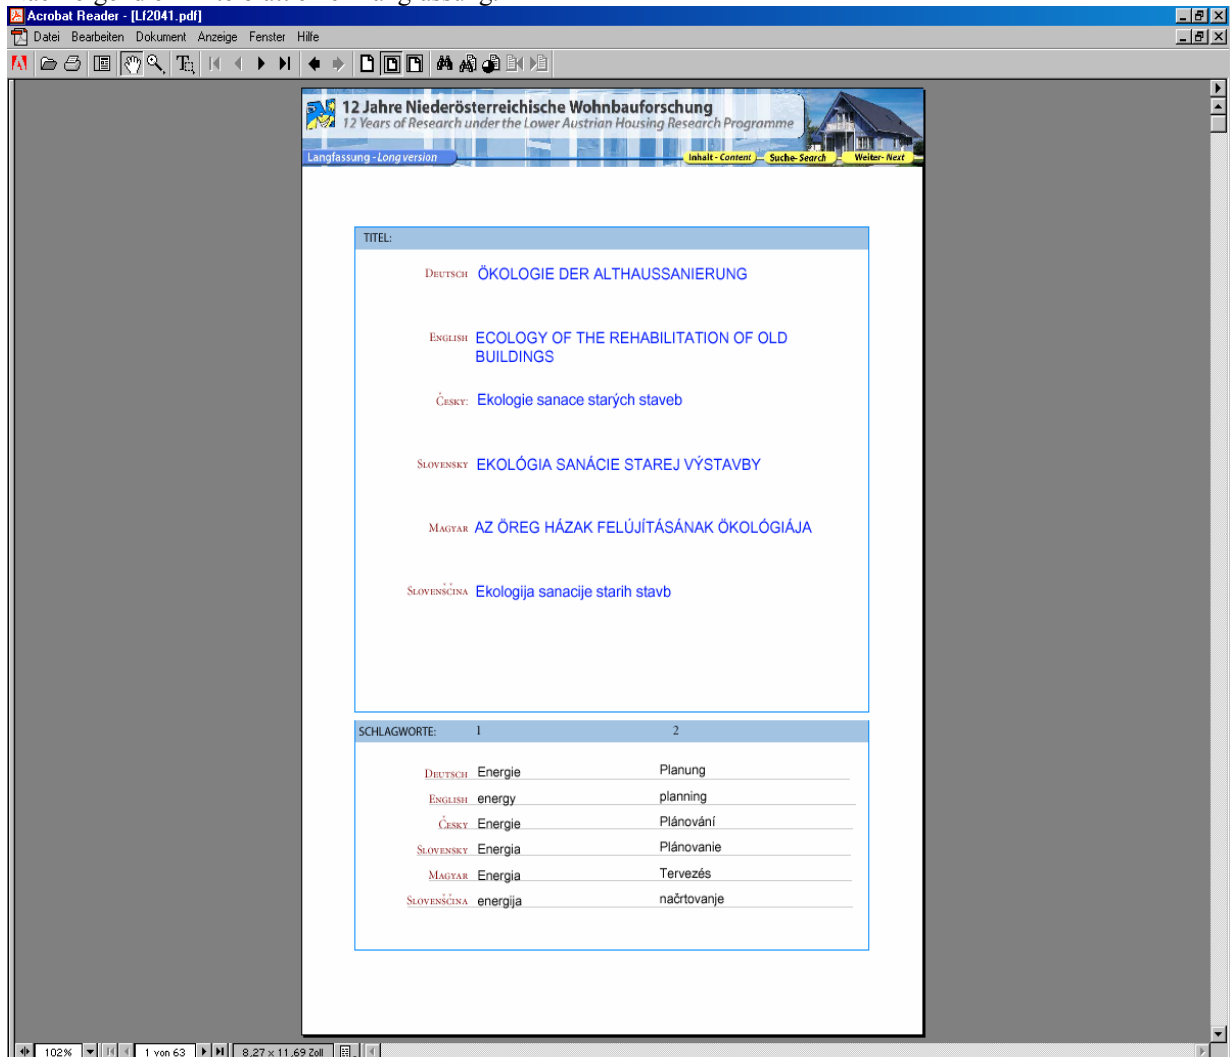 Acrobat Reader - [Lf2041.pdf]
Datei Bearbeiten Dokument Anzeige Fenster Hilfe
12 Jahre Niederösterreichische Wohnbauforschung
12 Years of Research under the Lower Austrian Housing Research Programme
Langfassung - Long version Inhalt - Content Suche- Search Weiter- Next
TITEL:
DEUTSCH ÖKOLOGIE DER ALTHAUSSANIERUNG
ENGLISH ECOLOGY OF THE REHABILITATION OF OLD
BUILDINGS
ČESKY: Ekologie sanace starých staveb
SLOVENSKY EKOLÓGIA SANÁCIE STAREJ VÝSTAVBY
MAGYAR AZ ÖREG HÁZAK FELÚJÍTÁSÁNAK ÖKOLÓGIÁJA
SLOVENŠČINA Ekologija sanacije starih stavb
SCHLAGWORTE: 1 2
DEUTSCH Energie Planung
ENGLISH energy planning
ČESKY Energie Plánování
SLOVENSKY Energia Plánovanie
MAGYAR Energia Tervezés
SLOVENŠČINA energija načrtovanje
102% 1 von 63 8,27 x 11,69 Zoll